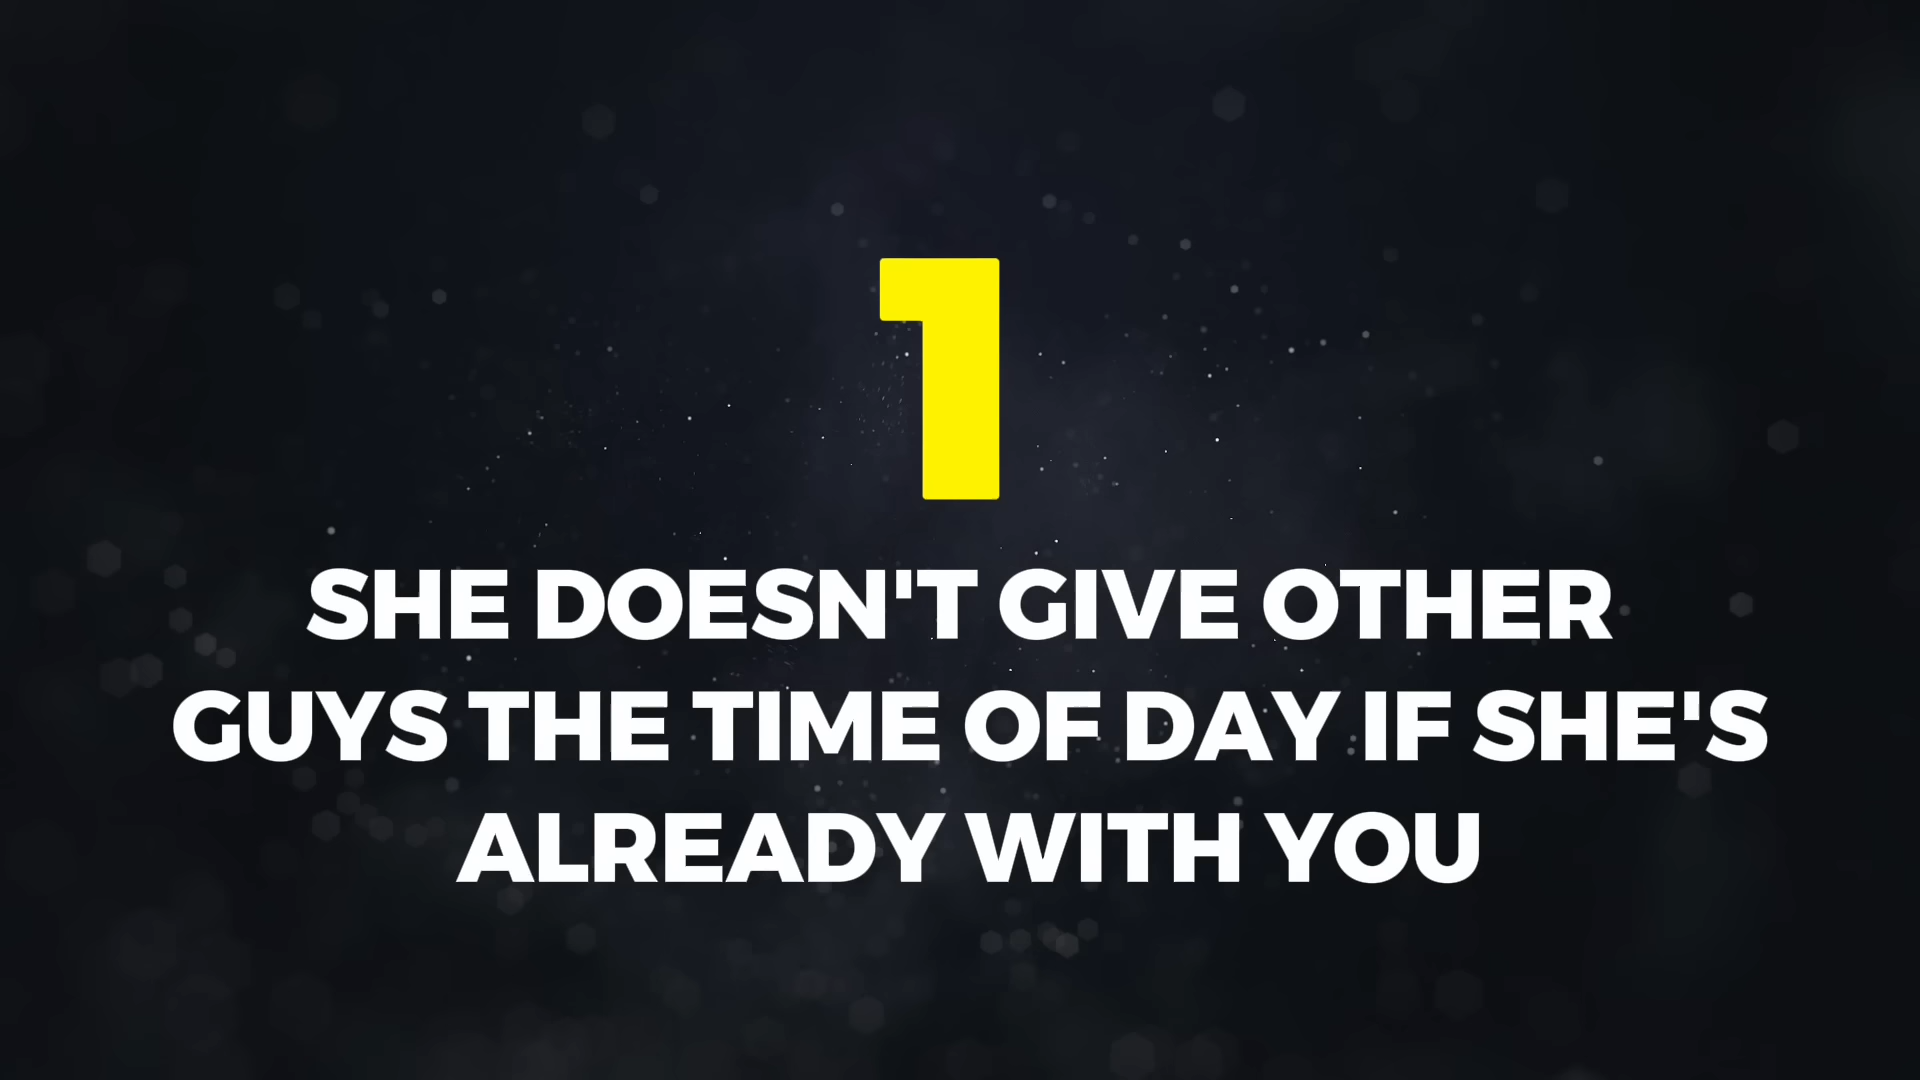 1
SHE DOESN'T GIVE OTHER
GUYS THE TIME OF DAY IF SHE'S
ALREADY WITH YOU